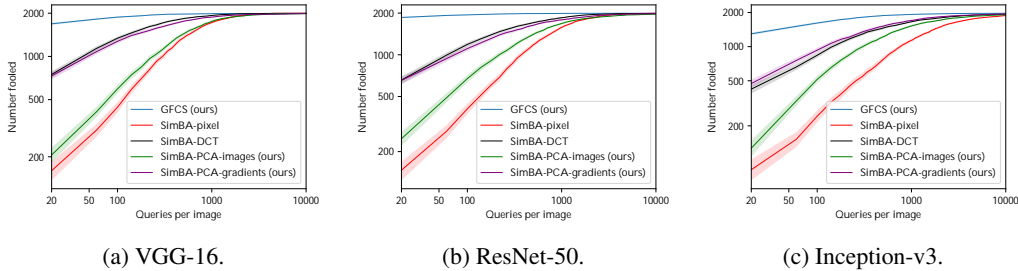 Number fooled
2000
1000
500
200
GFCS (ours)
SimBA-pixel
SimBA-DCT
SimBA-PCA-images (ours)
SimBA-PCA-gradients (ours)
20 50 100 1000 10000
Queries per image
(a) VGG-16.
Number fooled
2000
1000
500
200
GFCS (ours)
SimBA-pixel
SimBA-DCT
SimBA-PCA-images (ours)
SimBA-PCA-gradients (ours)
20 50 100 1000 10000
Queries per image
(b) ResNet-50.
Number fooled
2000
1000
500
200
GFCS (ours)
SimBA-pixel
SimBA-DCT
SimBA-PCA-images (ours)
SimBA-PCA-gradients (ours)
20 50 100 1000 10000
Queries per image
(c) Inception-v3.